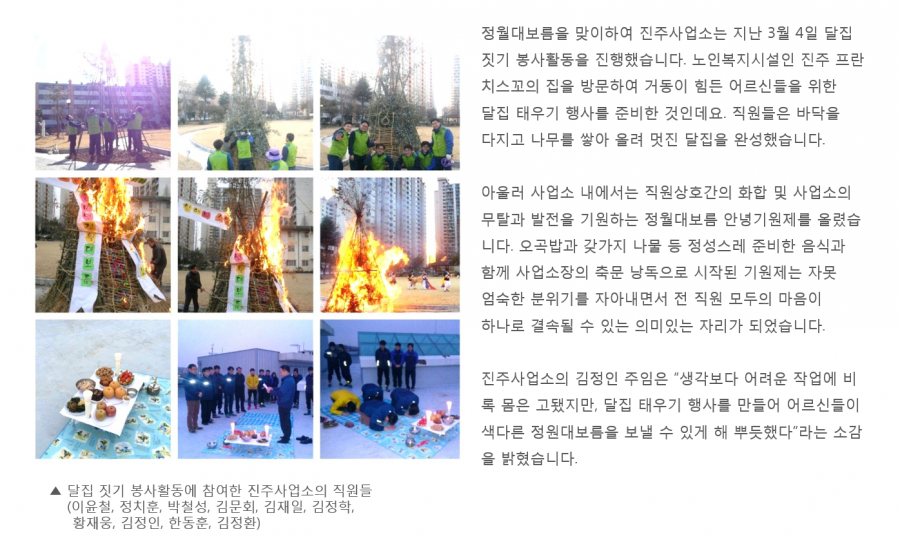 정월대보름을 맞이하여 진주사업소는 지난 3월 4일 달집
짓기 봉사활동을 진행했습니다. 노인복지시설인 진주 프란
치스꼬의 집을 방문하여 거동이 힘든 어르신들을 위한
달집 태우기 행사를 준비한 것인데요. 직원들은 바닥을
다지고 나무를 쌓아 올려 멋진 달집을 완성했습니다.
아울러 사업소 내에서는 직원상호간의 화합 및 사업소의
무탈과 발전을 기원하는 정월대보름 안녕기원제를 올렸습
니다. 오곡밥과 갖가지 나물 등 정성스레 준비한 음식과
함께 사업소장의 축문 낭독으로 시작된 기원제는 자못
엄숙한 분위기를 자아내면서 전 직원 모두의 마음이
하나로 결속될 수 있는 의미있는 자리가 되었습니다.
진주사업소의 김정인 주임은 “생각보다 어려운 작업에 비
록 몸은 고됐지만, 달집 태우기 행사를 만들어 어르신들이
색다른 정원대보름을 보낼 수 있게 해 뿌듯했다”라는 소감
을 밝혔습니다.
▲ 달집 짓기 봉사활동에 참여한 진주사업소의 직원들
(이윤철, 정치훈, 박철성, 김문회, 김재일, 김정학,
황재웅, 김정인, 한동훈, 김정환)